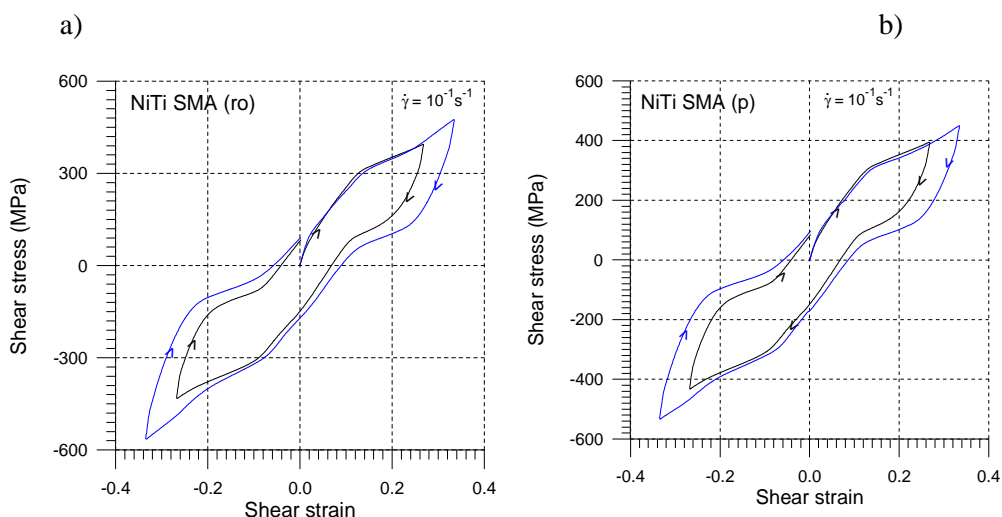 a)
b)
600
300
0
-300
-600
Shear stress (MPa)
NiTi SMA (ro)
γ̇ = 10⁻¹s⁻¹
-0.4
-0.2
0.0
0.2
0.4
Shear strain
600
400
200
0
-200
-400
-600
Shear stress (MPa)
NiTi SMA (p)
γ̇ = 10⁻¹s⁻¹
-0.4
-0.2
0.0
0.2
0.4
Shear strain